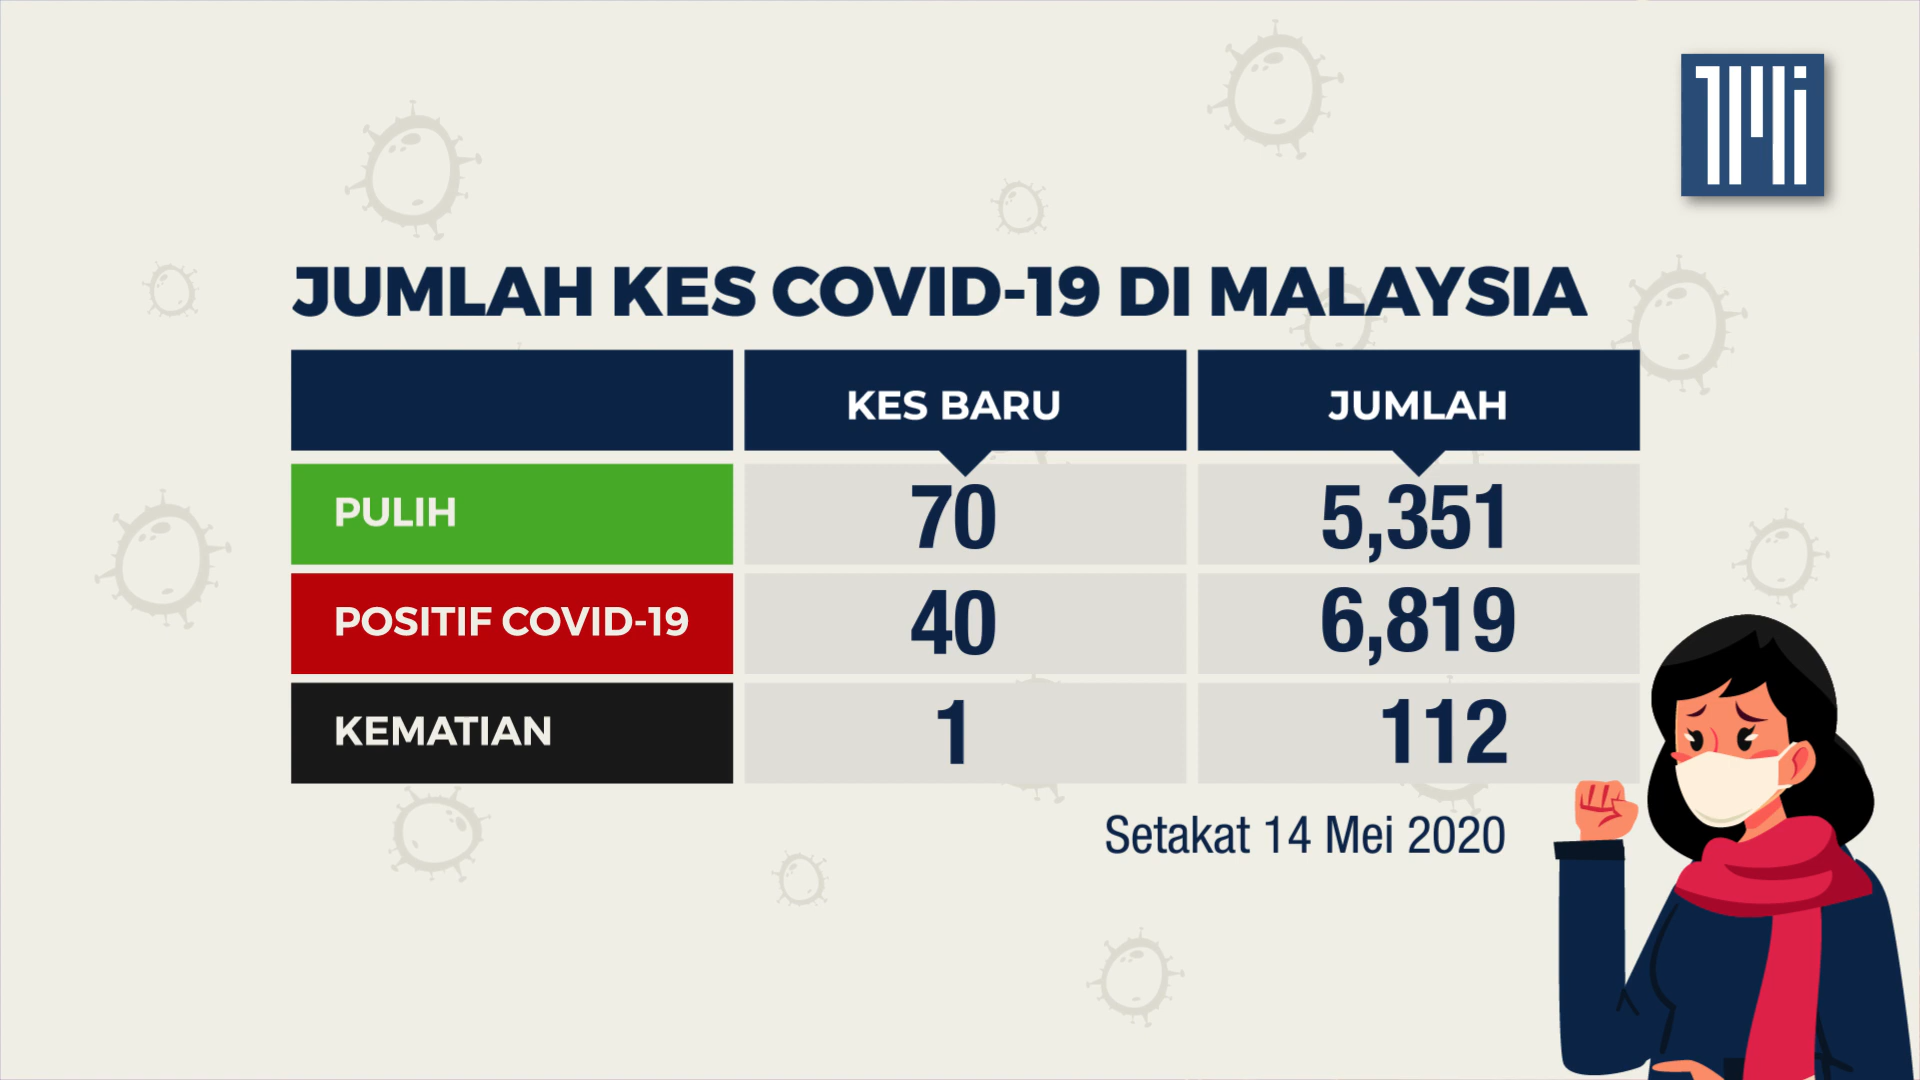 JUMLAH KES COVID-19 DI MALAYSIA
KES BARU JUMLAH
PULIH 70 5,351
POSITIF COVID-19 40 6,819
KEMATIAN 1 112
Setakat 14 Mei 2020